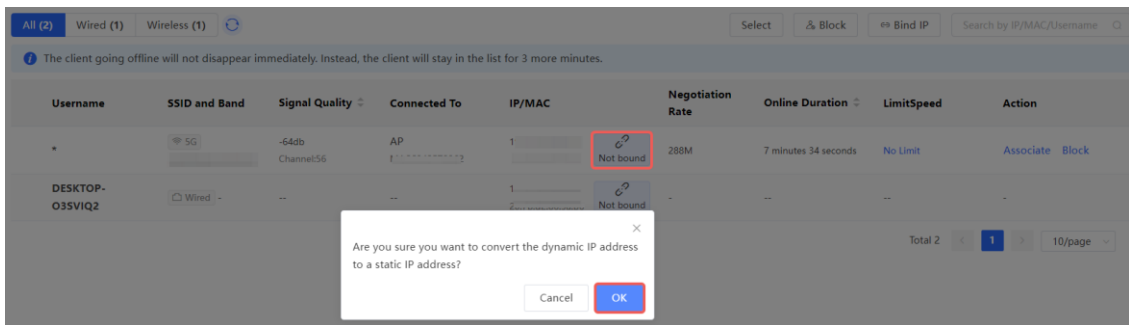 All (2) Wired (1) Wireless (1) Select Block Bind IP Search by IP/MAC/Username
The client going offline will not disappear immediately. Instead, the client will stay in the list for 3 more minutes.
Username SSID and Band Signal Quality Connected To IP/MAC Negotiation Rate Online Duration LimitSpeed Action
* 5G -64db AP 1 Not bound 288M 7 minutes 34 seconds No Limit Associate Block
Channel:56
DESKTOP-O35VIQ2 Wired - -- -- 1 Not bound - -- -- -
Are you sure you want to convert the dynamic IP address
to a static IP address?
Cancel OK
Total 2 1 10/page